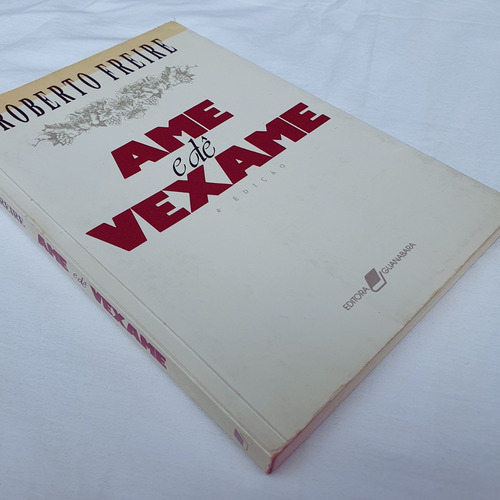 ROBERTO FREIRE
AME
e dê
VEXAME
EDIÇÃO
EDITORA GUANABARA
AME e dê VEXAME